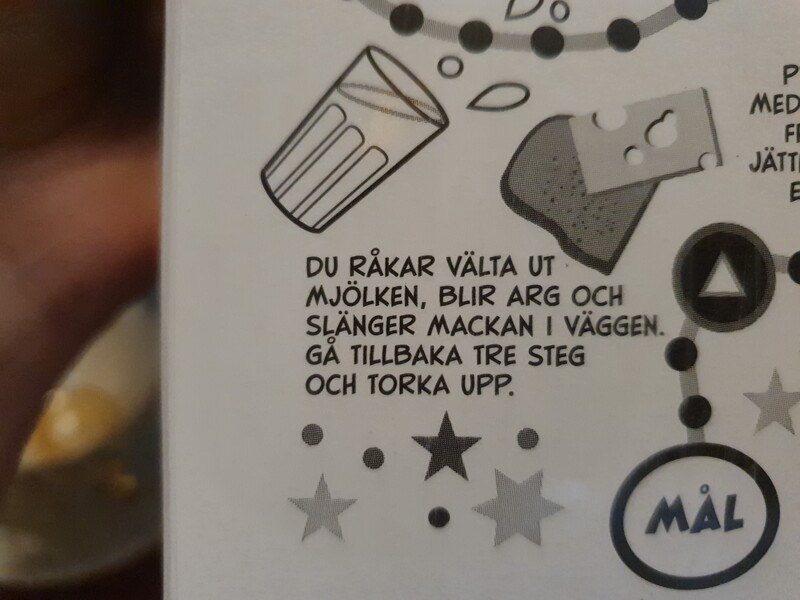 DU RÅKAR VÄLTA UT
MJÖLKEN, BLIR ARG OCH
SLÄNGER MACKAN I VÄGGEN.
GÅ TILLBAKA TRE STEG
OCH TORKA UPP.
MED
MÅL